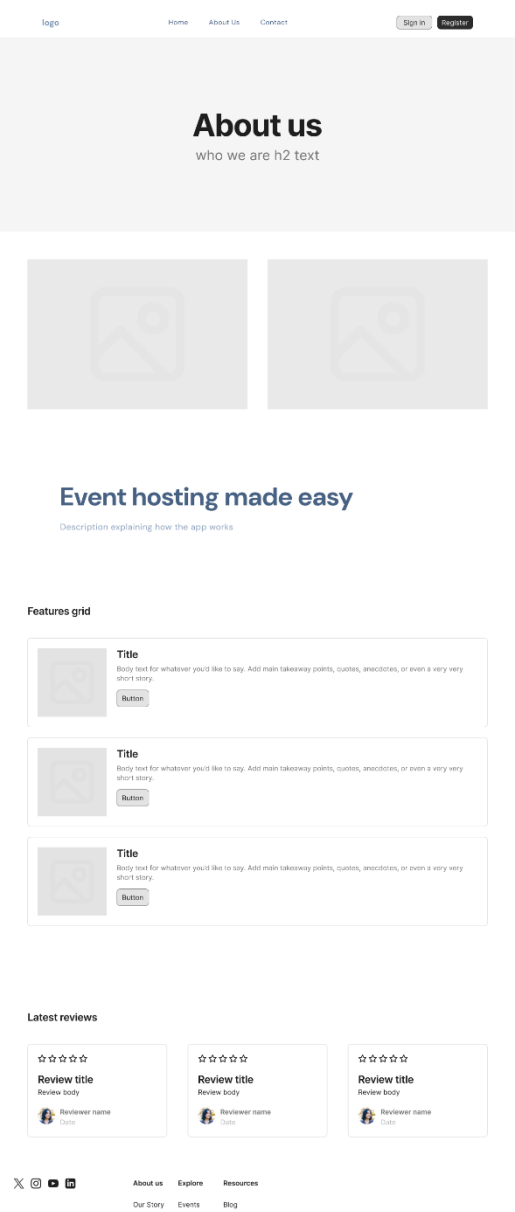 logo
Home About Us Contact
Sign in Register
About us
who we are h2 text
Event hosting made easy
Description explaining how the app works
Features grid
Title
Body text for whatever you'd like to say. Add main takeaway points, quotes, anecdotes, or even a very very
short story.
Button
Title
Body text for whatever you'd like to say. Add main takeaway points, quotes, anecdotes, or even a very very
short story.
Button
Title
Body text for whatever you'd like to say. Add main takeaway points, quotes, anecdotes, or even a very very
short story.
Button
Latest reviews
Review title
Review body
Reviewer name
Date
Review title
Review body
Reviewer name
Date
Review title
Review body
Reviewer name
Date
About us Explore Resources
Our Story Events Blog